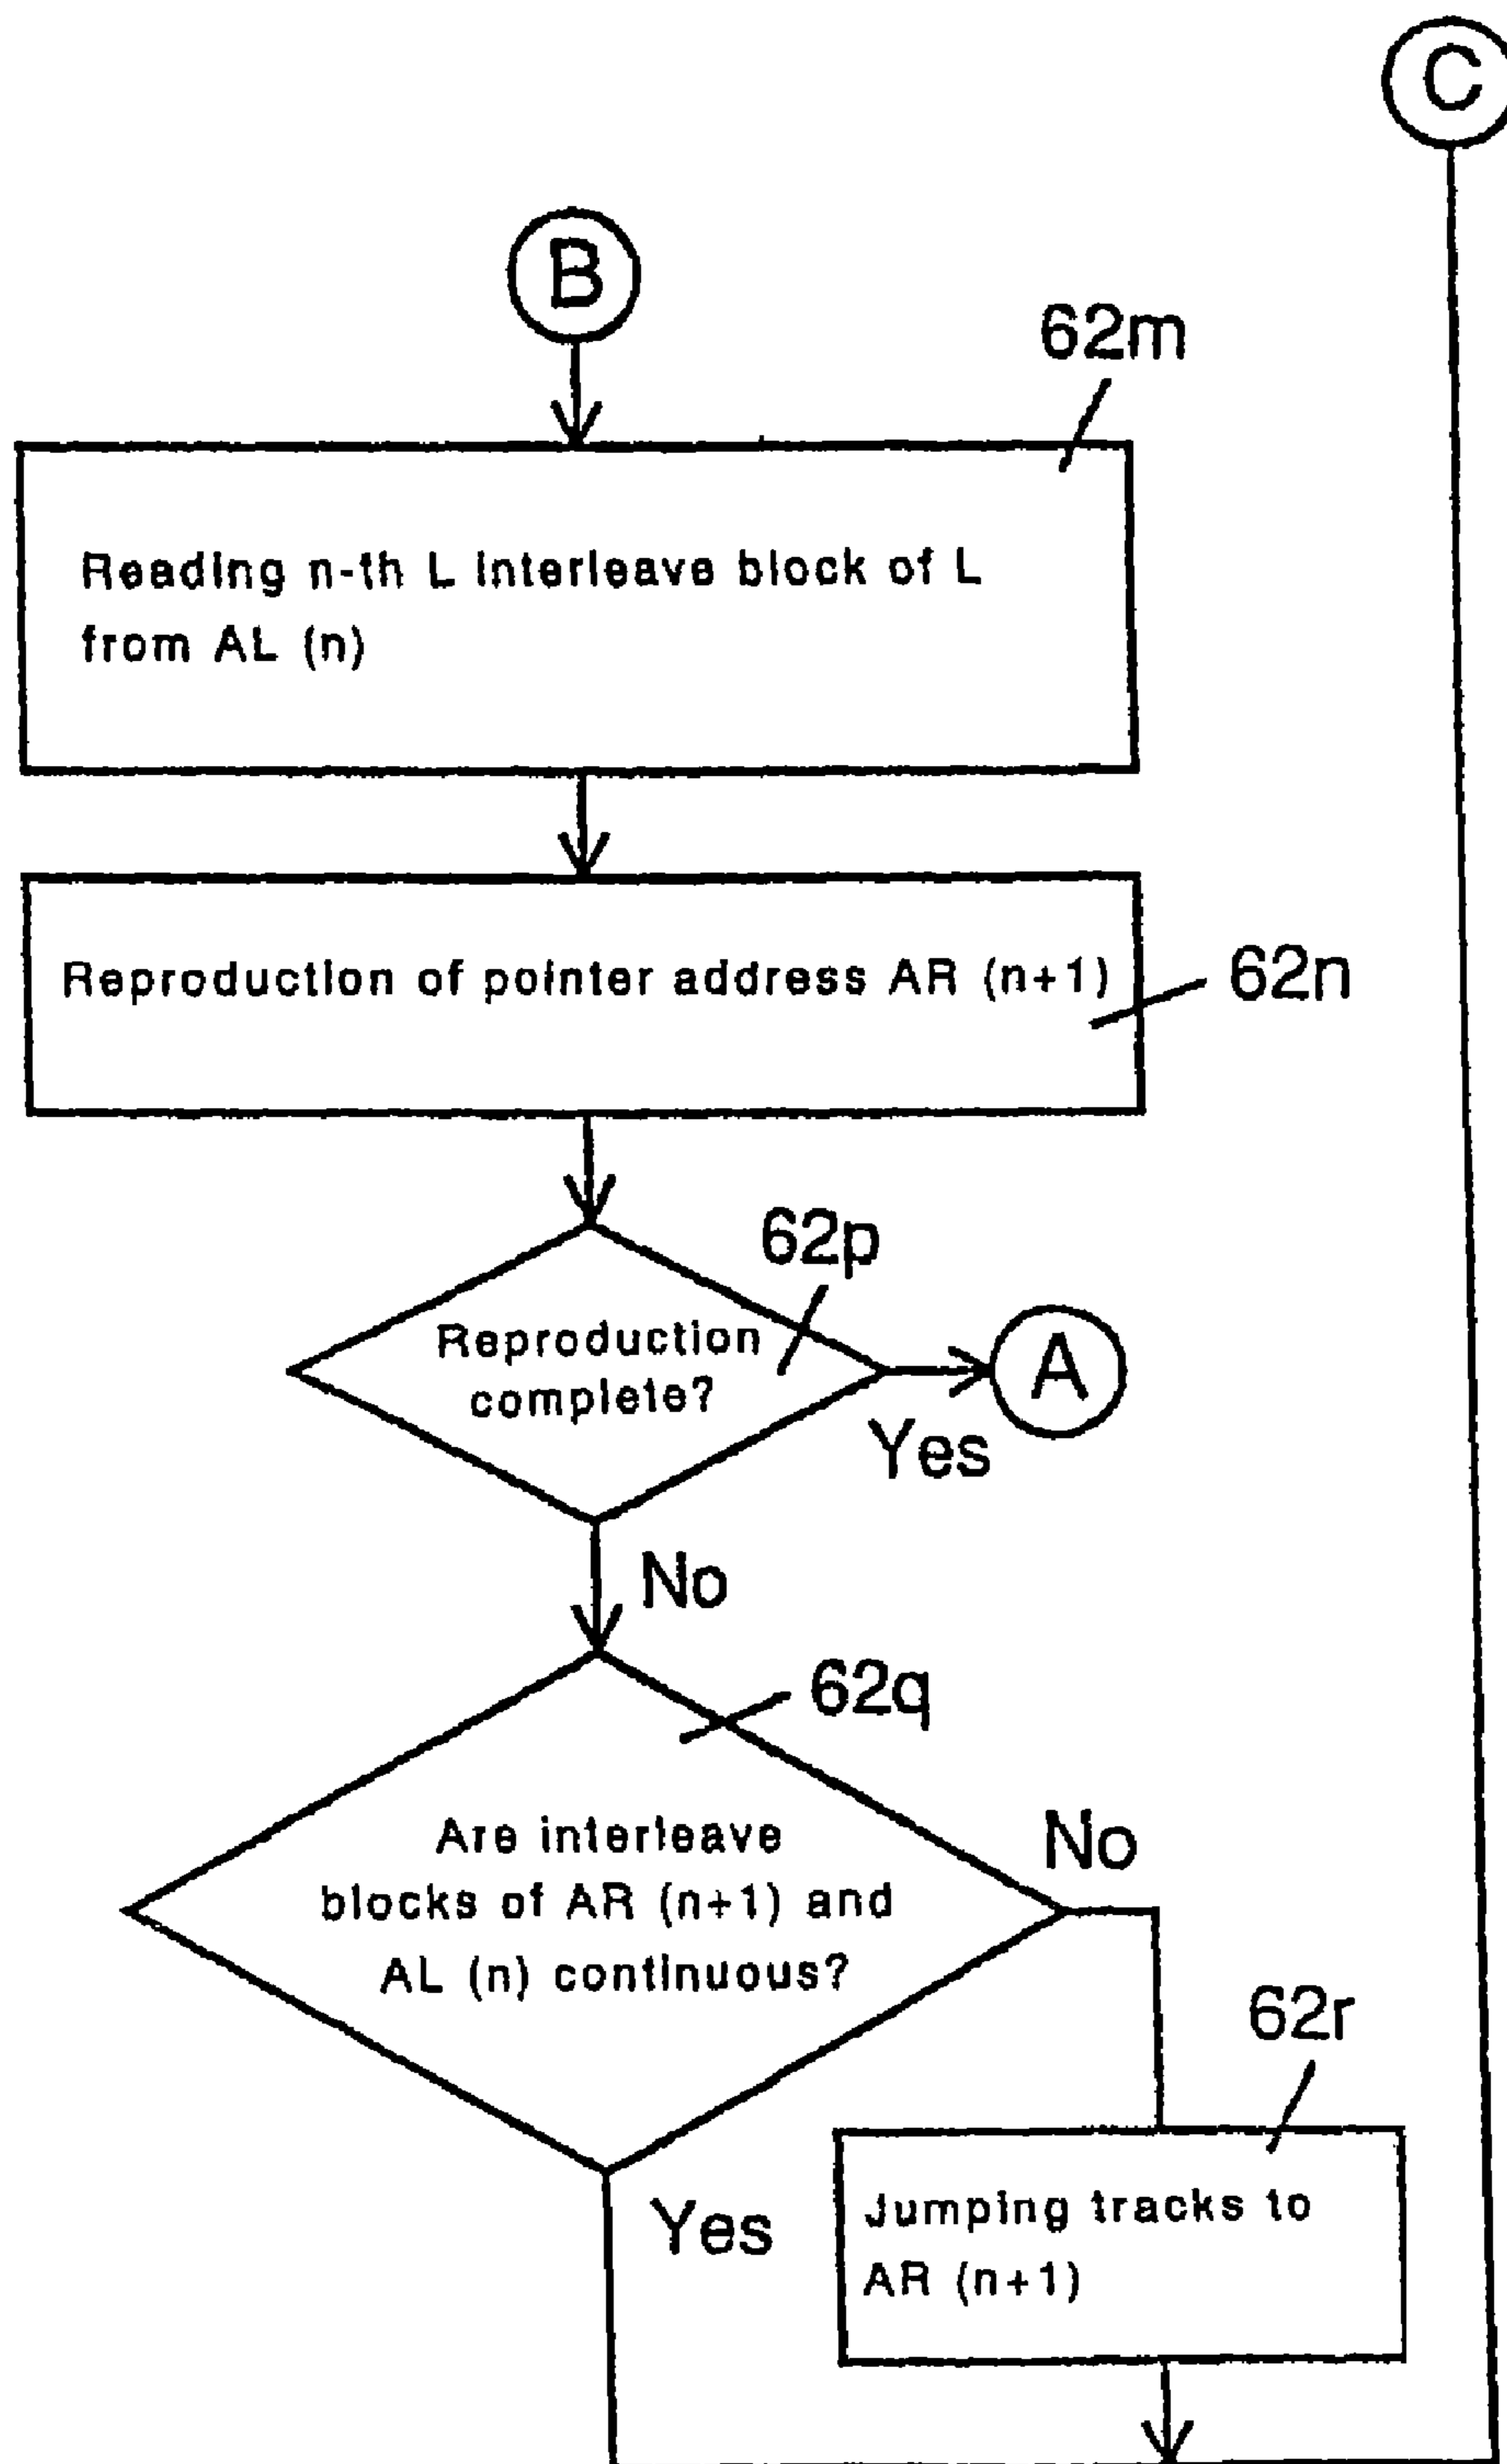 C
B
62m
Reading n-th L interleave block of L
from AL (n)
Reproduction of pointer address AR (n+1)
62n
62p
Reproduction
complete?
A
Yes
No
62q
Are interleave
blocks of AR (n+1) and
AL (n) continuous?
No
62r
Yes
Jumping tracks to
AR (n+1)